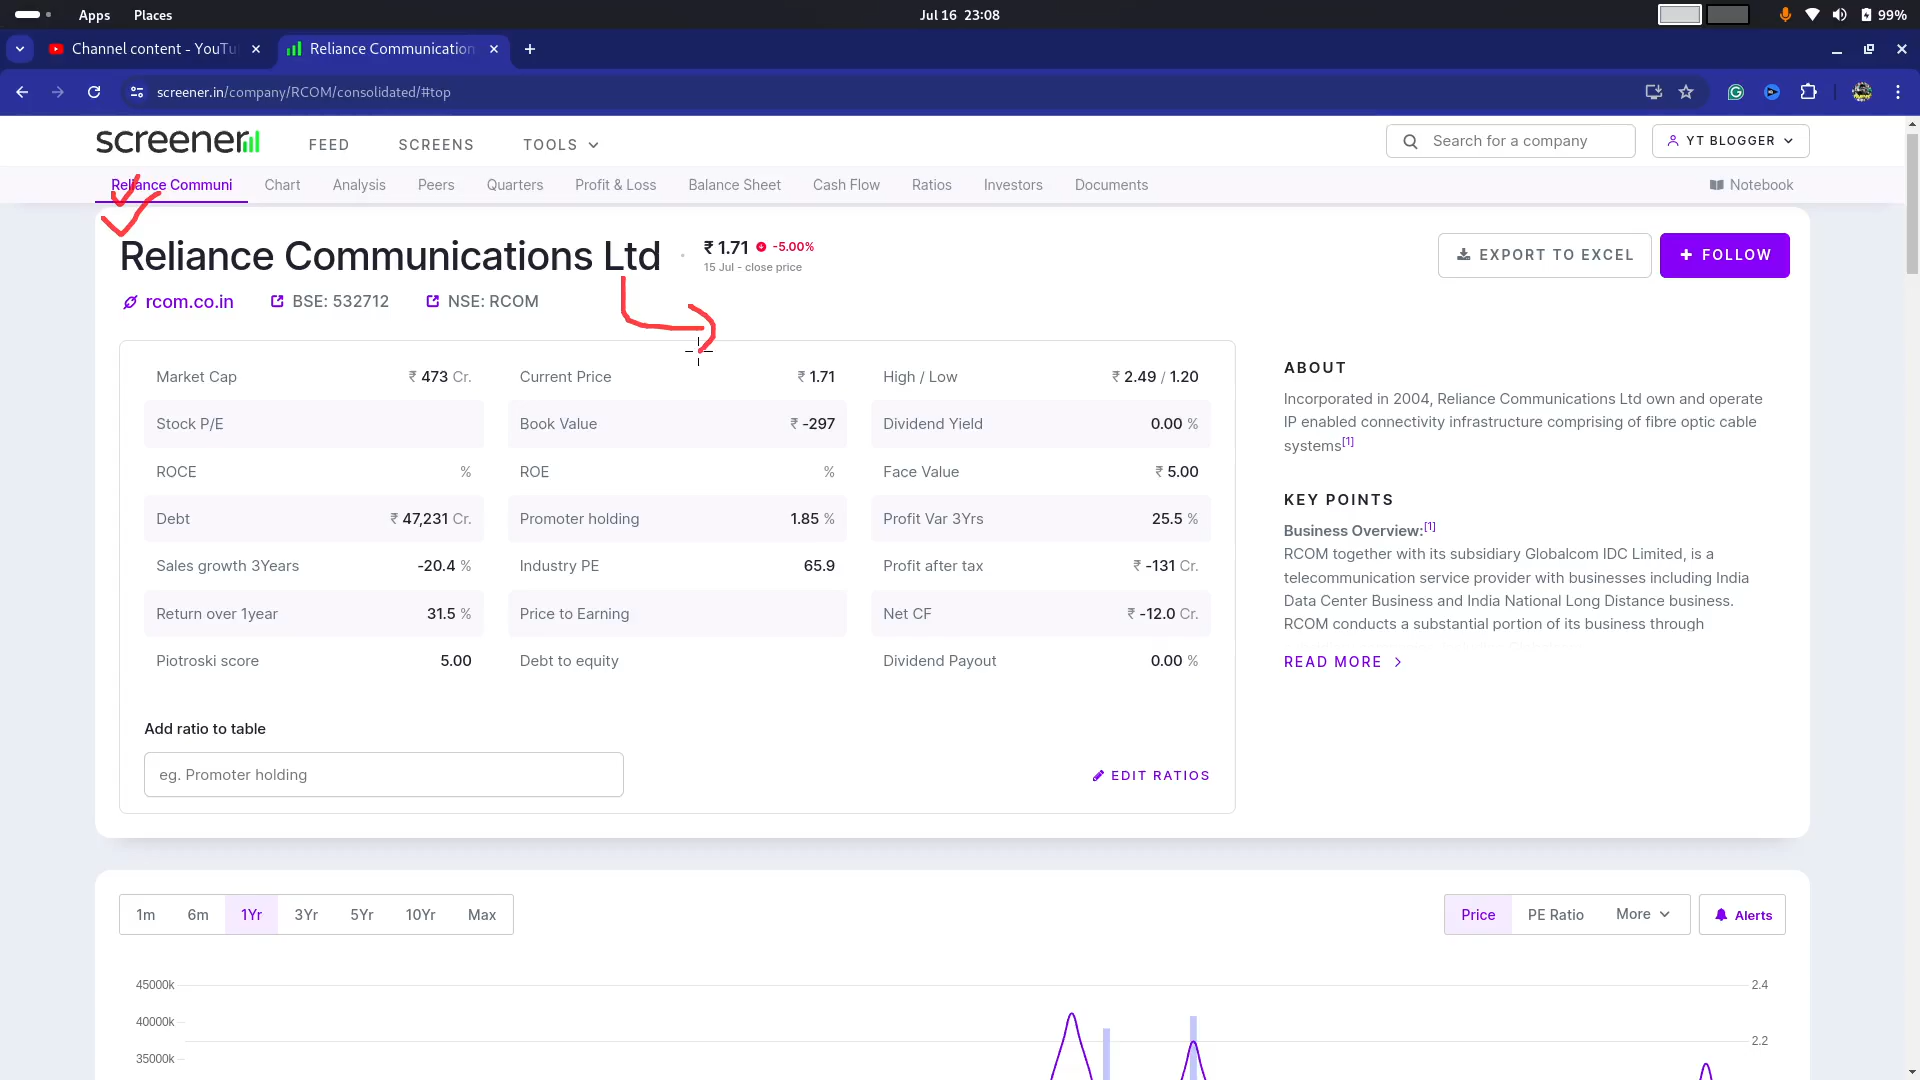 Apps Places Jul 16 23:08 99%
Channel content - YouTu Reliance Communication
screener.in/company/RCOM/consolidated/#top
screener FEED SCREENS TOOLS Search for a company YT BLOGGER
Reliance Communi Chart Analysis Peers Quarters Profit & Loss Balance Sheet Cash Flow Ratios Investors Documents Notebook
Reliance Communications Ltd ₹ 1.71 -5.00%
15 Jul - close price
EXPORT TO EXCEL + FOLLOW
rcom.co.in BSE: 532712 NSE: RCOM
Market Cap ₹ 473 Cr. Current Price ₹ 1.71 High / Low ₹ 2.49 / 1.20
Stock P/E Book Value ₹ -297 Dividend Yield 0.00 %
ROCE % ROE % Face Value ₹ 5.00
Debt ₹ 47,231 Cr. Promoter holding 1.85 % Profit Var 3Yrs 25.5 %
Sales growth 3Years -20.4 % Industry PE 65.9 Profit after tax ₹ -131 Cr.
Return over 1year 31.5 % Price to Earning Net CF ₹ -12.0 Cr.
Piotroski score 5.00 Debt to equity Dividend Payout 0.00 %
Add ratio to table
eg. Promoter holding
EDIT RATIOS
ABOUT
Incorporated in 2004, Reliance Communications Ltd own and operate
IP enabled connectivity infrastructure comprising of fibre optic cable
systems[1]
KEY POINTS
Business Overview:[1]
RCOM together with its subsidiary Globalcom IDC Limited, is a
telecommunication service provider with businesses including India
Data Center Business and India National Long Distance business.
RCOM conducts a substantial portion of its business through
READ MORE
1m 6m 1Yr 3Yr 5Yr 10Yr Max Price PE Ratio More Alerts
45000k 2.4
40000k
2.2
35000k